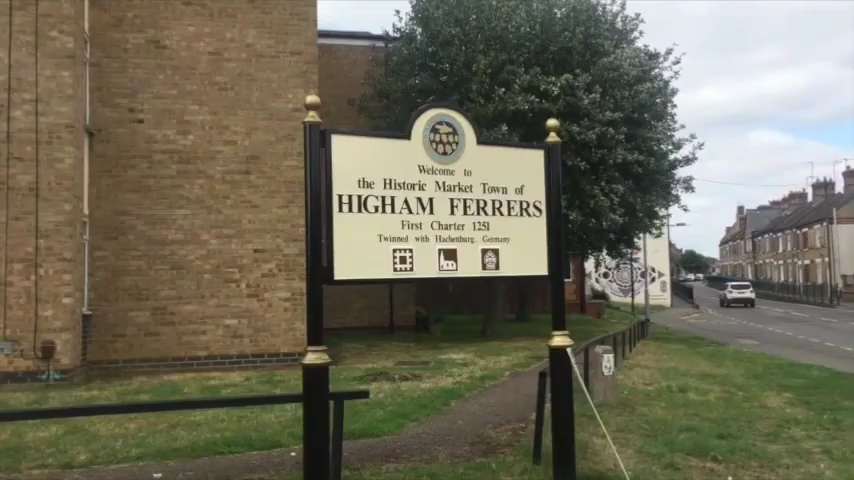 Welcome to
the Historic Market Town of
HIGHAM FERRERS
First Charter 1251
Twinned with Hachenburg, Germany